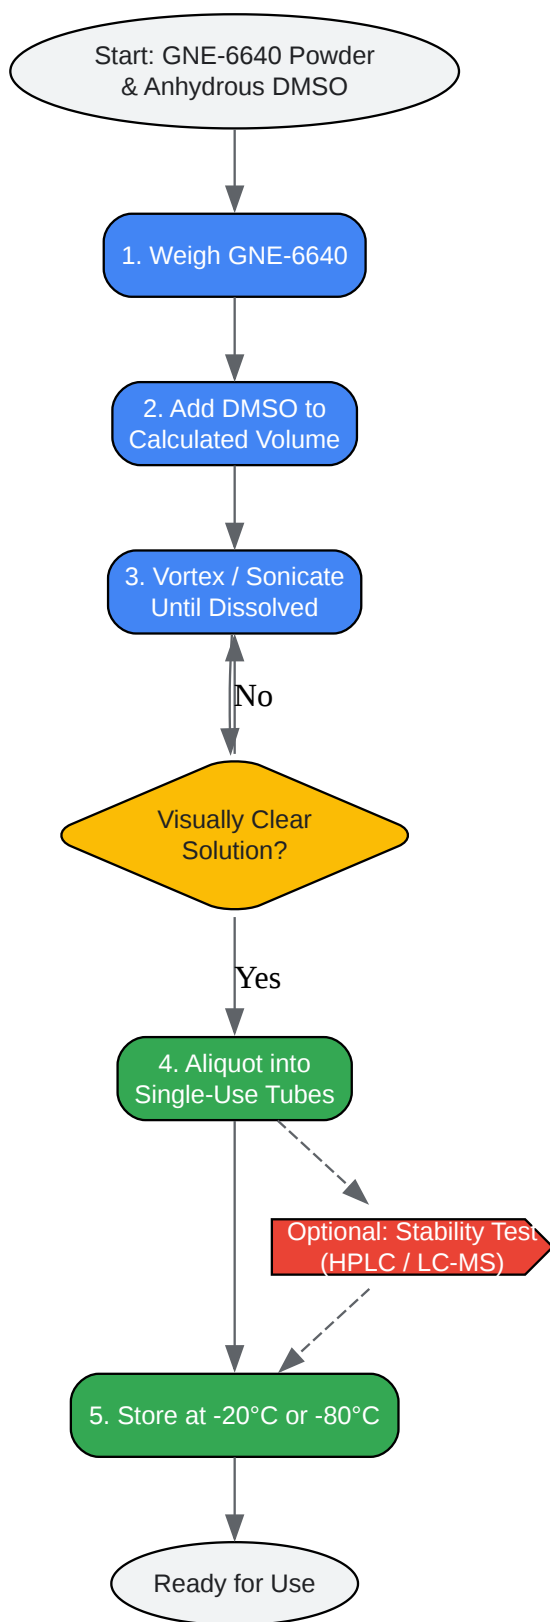 Start: GNE-6640 Powder
& Anhydrous DMSO
1. Weigh GNE-6640
2. Add DMSO to
Calculated Volume
3. Vortex / Sonicate
Until Dissolved
No
Visually Clear
Solution?
Yes
4. Aliquot into
Single-Use Tubes
Optional: Stability Test
(HPLC / LC-MS)
5. Store at -20°C or -80°C
Ready for Use